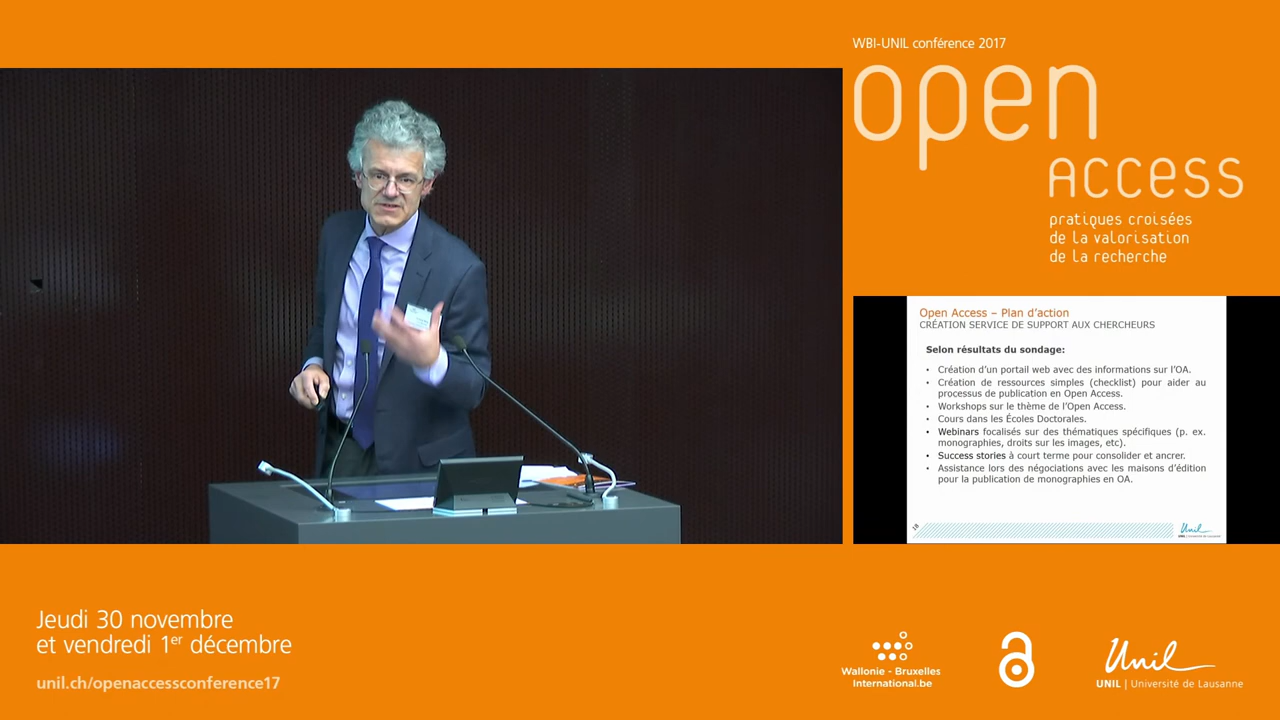 WBI-UNIL conférence 2017
open
access
pratiques croisées
de la valorisation
de la recherche
Open Access – Plan d'action
CRÉATION SERVICE DE SUPPORT AUX CHERCHEURS
Selon résultats du sondage:
• Création d'un portail web avec des informations sur l'OA.
• Création de ressources simples (checklist) pour aider au
processus de publication en Open Access.
• Workshops sur le thème de l'Open Access.
• Cours dans les Écoles Doctorales.
• Webinars focalisés sur des thématiques spécifiques (p. ex.
monographies, droits sur les images, etc).
• Success stories à court terme pour consolider et ancrer.
• Assistance lors des négociations avec les maisons d'édition
pour la publication de monographies en OA.
18
Unil
UNIL | Université de Lausanne
Jeudi 30 novembre
et vendredi 1er décembre
unil.ch/openaccessconference17
Wallonie - Bruxelles
International.be
Unil
UNIL | Université de Lausanne